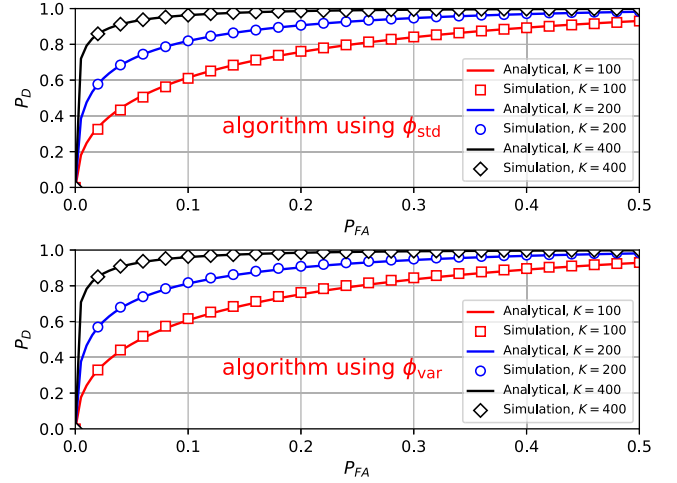 1.0
0.8
0.6
0.4
0.2
0.0
P_D
algorithm using ϕ_std
Analytical, K = 100
Simulation, K = 100
Analytical, K = 200
Simulation, K = 200
Analytical, K = 400
Simulation, K = 400
0.0 0.1 0.2 0.3 0.4 0.5
P_FA
1.0
0.8
0.6
0.4
0.2
0.0
P_D
algorithm using ϕ_var
Analytical, K = 100
Simulation, K = 100
Analytical, K = 200
Simulation, K = 200
Analytical, K = 400
Simulation, K = 400
0.0 0.1 0.2 0.3 0.4 0.5
P_FA